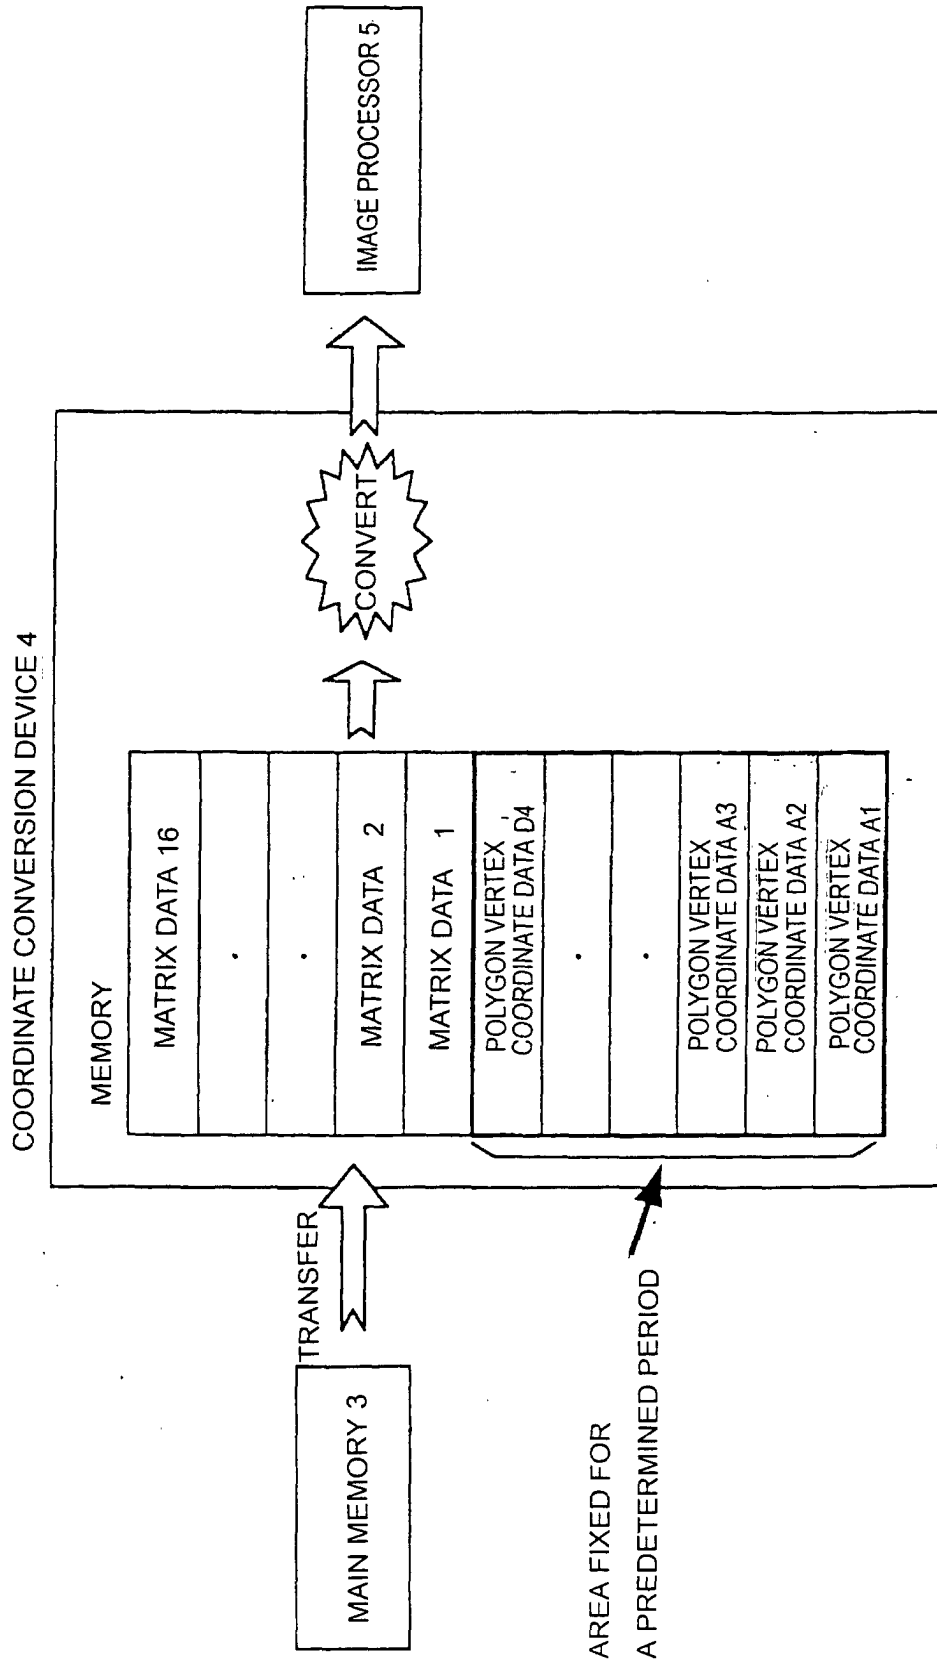 COORDINATE CONVERSION DEVICE 4
MEMORY
MAIN MEMORY 3
TRANSFER
MATRIX DATA 16
.
.
MATRIX DATA 2
MATRIX DATA 1
POLYGON VERTEX
COORDINATE DATA D4
.
.
POLYGON VERTEX
COORDINATE DATA A3
POLYGON VERTEX
COORDINATE DATA A2
POLYGON VERTEX
COORDINATE DATA A1
CONVERT
IMAGE PROCESSOR 5
AREA FIXED FOR
A PREDETERMINED PERIOD